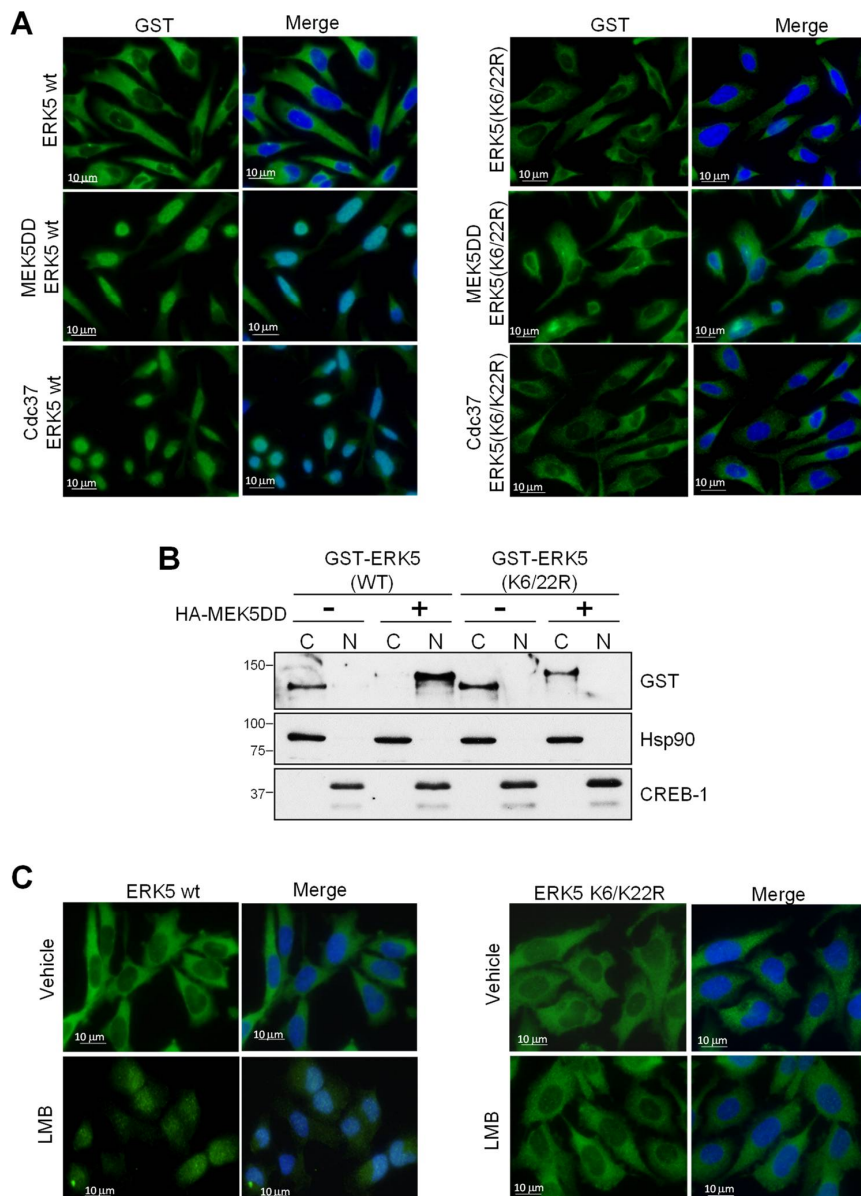 A
GST
Merge
GST
Merge
ERK5 wt
10 μm
10 μm
ERK5(K6/22R)
10 μm
10 μm
MEK5DD
ERK5 wt
10 μm
10 μm
MEK5DD
ERK5(K6/22R)
10 μm
10 μm
Cdc37
ERK5 wt
10 μm
10 μm
Cdc37
ERK5(K6/K22R)
10 μm
10 μm
B
GST-ERK5
(WT)
GST-ERK5
(K6/22R)
HA-MEK5DD
- + - +
C N C N C N C N
150
GST
100
75
Hsp90
37
CREB-1
C
ERK5 wt
Merge
ERK5 K6/K22R
Merge
Vehicle
10 μm
10 μm
Vehicle
10 μm
10 μm
LMB
10 μm
10 μm
LMB
10 μm
10 μm